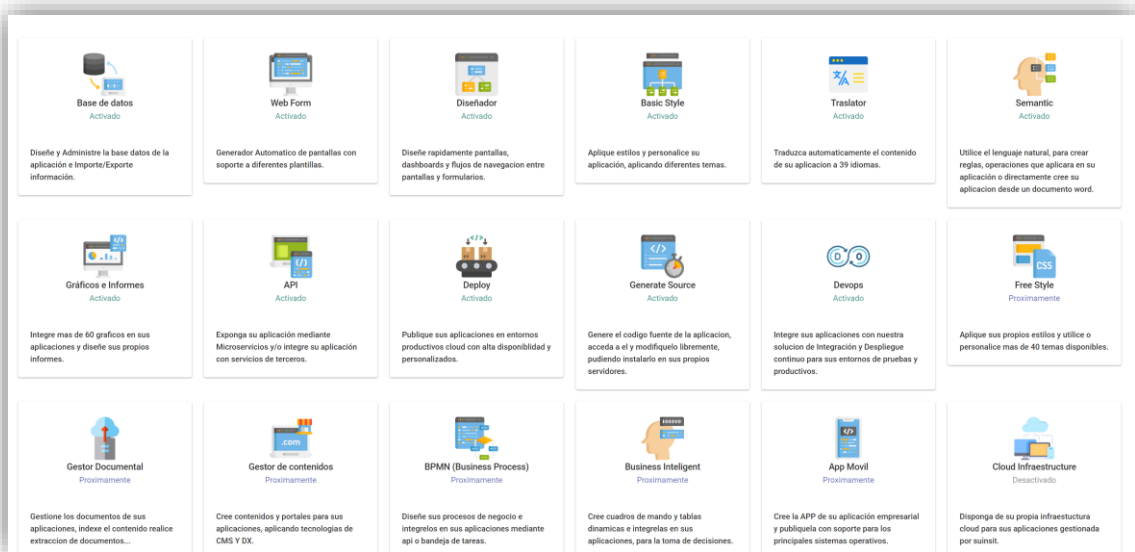 Base de datos
Activado
Diseñe y Administre la base datos de la
aplicación e Importe/Exporte
información.
Web Form
Activado
Generador Automatico de pantallas con
soporte a diferentes plantillas.
Diseñador
Activado
Diseñe rapidamente pantallas,
dashboards y flujos de navegacion entre
pantallas y formularios.
Basic Style
Activado
Aplique estilos y personalice su
aplicación, aplicando diferentes temas.
Traslator
Activado
Traduzca automaticamente el contenido
de su aplicacion a 39 idiomas.
Semantic
Activado
Utilice el lenguaje natural, para crear
reglas, operaciones que aplicara en su
aplicación o directamente cree su
aplicacion desde un documento word.
Gráficos e Informes
Activado
Integre mas de 60 graficos en sus
aplicaciones y diseñe sus propios
informes.
API
Activado
Exponga su aplicación mediante
Microservicios y/o integre su aplicación
con servicios de terceros.
Deploy
Activado
Publique sus aplicaciones en entornos
productivos cloud con alta disponiblidad y
personalizados.
Generate Source
Activado
Genere el codigo fuente de la aplicacion,
acceda a el y modifiquelo libremente,
pudiendo instalarlo en sus propios
servidores.
D O
Devops
Activado
Integre sus aplicaciones con nuestra
solucion de Integración y Despliegue
continuo para sus entornos de pruebas y
productivos.
CSS
Free Style
Proximamente
Aplique sus propios estilos y utilice o
personalice mas de 40 temas disponibles.
Gestor Documental
Proximamente
Gestione los documentos de sus
aplicaciones, indexe el contenido realice
extraccion de documentos...
.com
Gestor de contenidos
Proximamente
Cree contenidos y portales para sus
aplicaciones, aplicando tecnologias de
CMS Y DX.
BPMN (Business Process)
Proximamente
Diseñe sus procesos de negocio e
integrelos en sus aplicaciones mediante
api o bandeja de tareas.
Business Inteligent
Proximamente
Cree cuadros de mando y tablas
dinamicas e integrelas en sus
aplicaciones, para la toma de decisiones.
App Movil
Proximamente
Cree la APP de su aplicación empresarial
y publiquela con soporte para los
principales sistemas operativos.
Cloud Infraestructure
Desactivado
Disponga de su propia infraestuctura
cloud para sus aplicaciones gestionada
por suinsit.